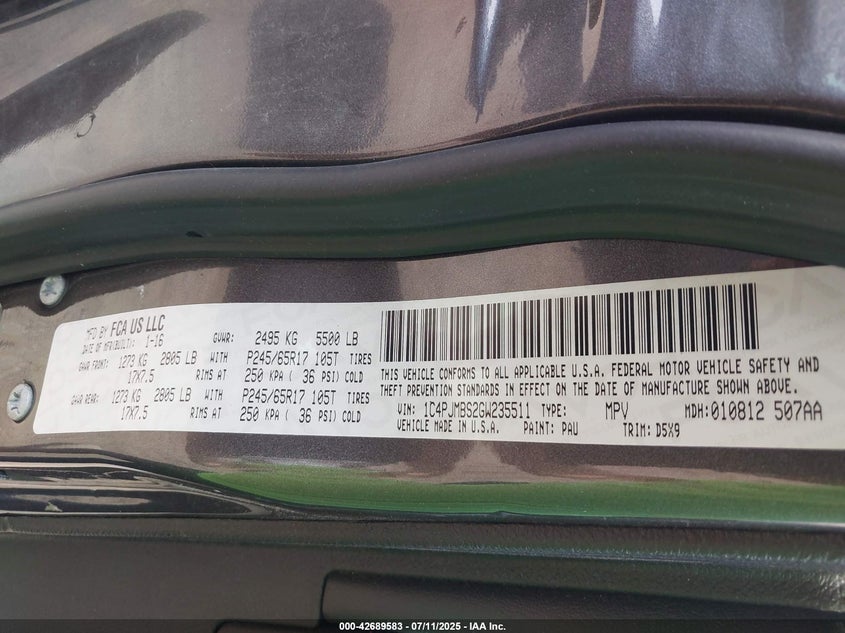 MFD BY FCA US LLC
DATE OF MFR(BUILT): 1-16 GVWR: 2495 KG 5500 LB
GAWR FRONT: 1273 KG 2805 LB WITH P245/65R17 105T TIRES
17X7.5 RIMS AT 250 KPA ( 36 PSI) COLD
GAWR REAR: 1273 KG 2805 LB WITH P245/65R17 105T TIRES
17X7.5 RIMS AT 250 KPA ( 36 PSI) COLD
THIS VEHICLE CONFORMS TO ALL APPLICABLE U.S.A. FEDERAL MOTOR VEHICLE SAFETY AND
THEFT PREVENTION STANDARDS IN EFFECT ON THE DATE OF MANUFACTURE SHOWN ABOVE.
VIN: 1C4PJMBS2GW235511 TYPE: MPV MDH: 010812 507AA
VEHICLE MADE IN U.S.A. PAINT: PAU TRIM: D5X9
000-42689583 - 07/11/2025 - IAA Inc.